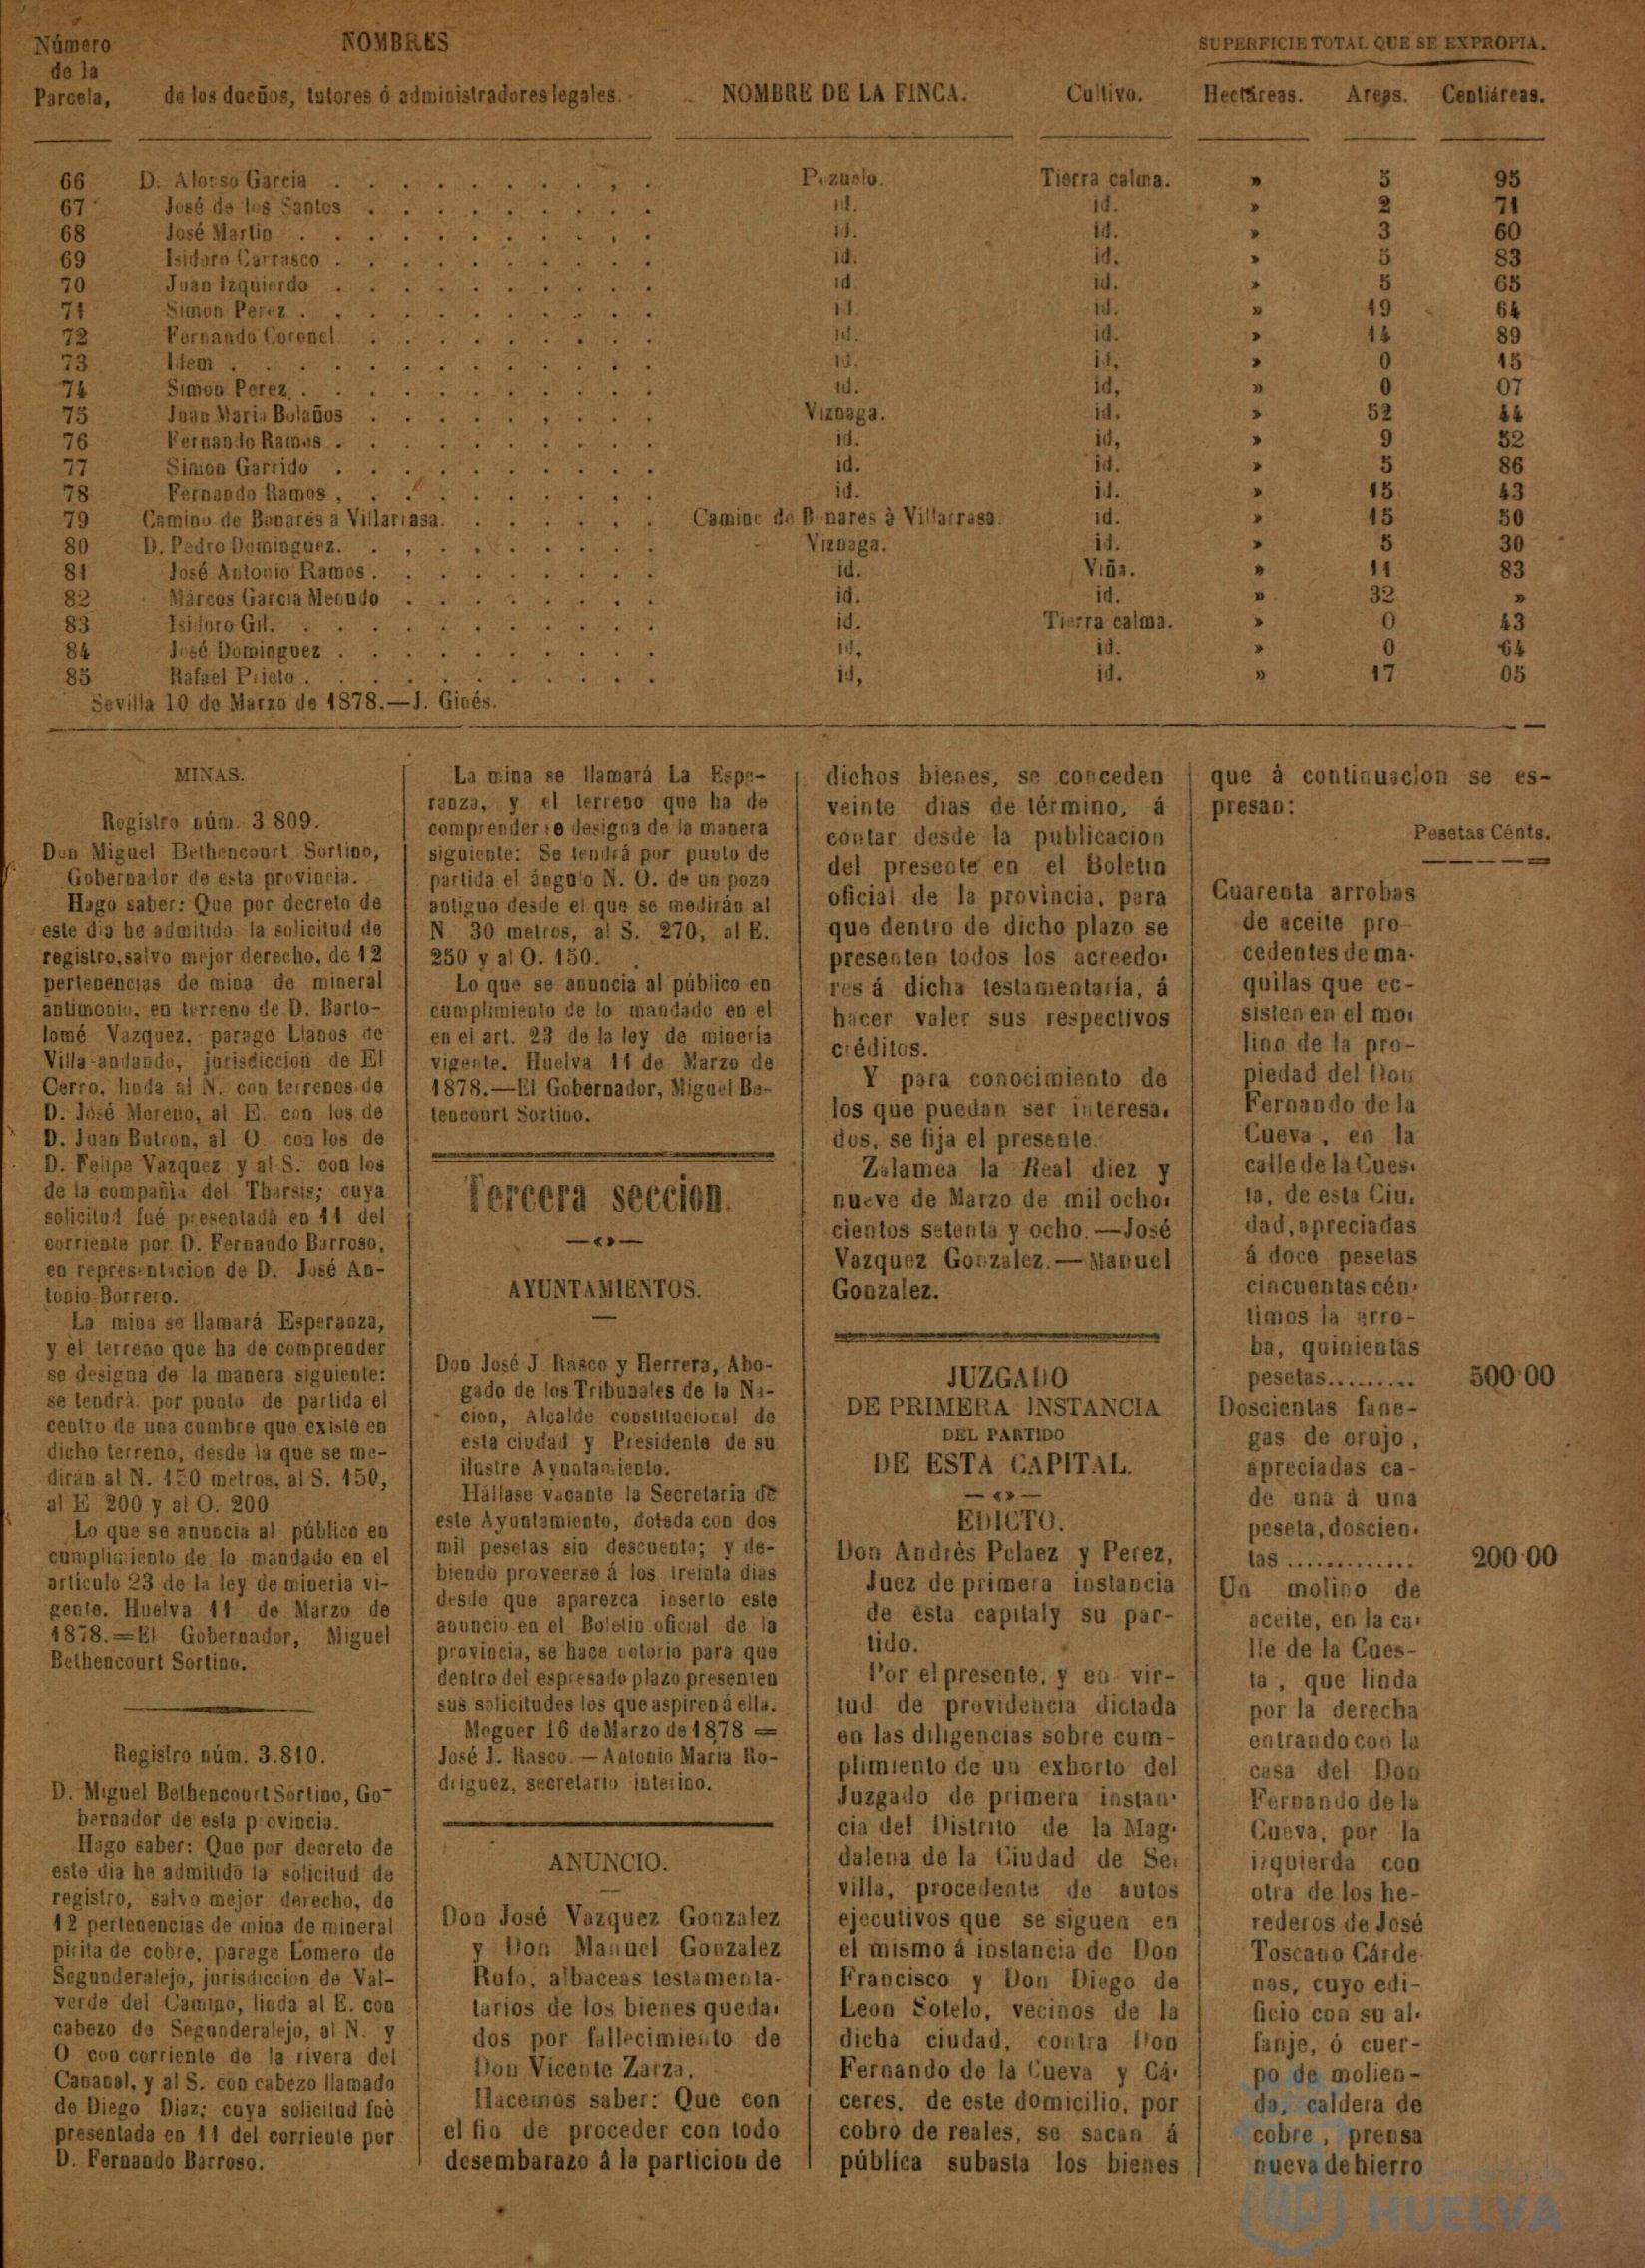 Número
de la
Parcela,
NOMBRES
de los dueños, tutores ó administradores legales.
NOMBRE DE LA FINCA.
Cultivo.
SUPERFICIE TOTAL QUE SE EXPROPIA.
Hectáreas. Areas. Centiáreas.
66 D. Alonso Garcia . . . . . . . . . . . . Pozuelo. Tierra calma. » 5 95
67 José de los Santos . . . . . . . . . . . id. id. » 2 71
68 José Martin . . . . . . . . . . . . id. id. » 3 60
69 Isidoro Carrasco . . . . . . . . . . . . id. id. » 5 83
70 Juan Izquierdo . . . . . . . . . . . . id. id. » 5 65
71 Simon Perez . . . . . . . . . . . . id. id. » 19 64
72 Fernando Coronel . . . . . . . . . . . id. id. » 14 89
73 Idem . . . . . . . . . . . . id. id, » 0 15
74 Simon Perez. . . . . . . . . . . . id. id, » 0 07
75 Juan Maria Bolaños . . . . . . . . . . . Viznaga. id. » 52 44
76 Fernando Ramos . . . . . . . . . . . id. id, » 9 52
77 Simon Garrido . . . . . . . . . . . . id. id. » 5 86
78 Fernando Ramos , . . . . . . . . . . . id. id. » 15 43
79 Camino de Bonarés a Villarrasa. . . . . . . . Camino de Bonares à Villarrasa. id. » 15 50
80 D. Pedro Dominguez. . . . . . . . . . . Viznaga. id. » 5 30
81 José Antonio Ramos . . . . . . . . . . . id. Viña. » 11 83
82 Márcos Garcia Menudo . . . . . . . . . . id. id. » 32 »
83 Isidoro Gil. . . . . . . . . . . . id. Tierra calma. » 0 43
84 José Dominguez . . . . . . . . . . . . id, id. » 0 64
85 Rafael Prieto . . . . . . . . . . . . id, id. » 17 05
Sevilla 10 de Marzo de 1878.—J. Ginés.
MINAS.
Registro núm. 3 809.
Don Miguel Bethencourt Sortino,
Gobernador de esta provincia.
Hago saber: Que por decreto de
este dia he admitido la solicitud de
registro, salvo mejor derecho, de 12
pertenencias de mina de mineral
antimonio, en terreno de D. Barto-
lomé Vazquez, parage Llanos de
Villa-andando, jurisdiccion de El
Cerro, linda al N. con terrenos de
D. José Moreno, al E. con los de
D. Juan Butron, al O. con los de
D. Felipe Vazquez y al S. con los
de la compañia del Tharsis; cuya
solicitud fué presentada en 11 del
corriente por D. Fernando Barroso,
en representacion de D. José An-
tonio Borrero.
La mina se llamará Esperanza,
y el terreno que ha de comprender
se designa de la manera siguiente:
se tendrá por punto de partida el
centro de una cumbre que existe en
dicho terreno, desde la que se me-
dirán al N. 150 metros, al S. 150,
al E 200 y al O. 200
Lo que se anuncia al público en
cumplimiento de lo mandado en el
articulo 23 de la ley de mineria vi-
gente. Huelva 11 de Marzo de
1878.=El Gobernador, Miguel
Bethencourt Sortino.
Registro núm. 3.810.
D. Miguel Bethencourt Sortino, Go-
bernador de esta provincia.
Hago saber: Que por decreto de
este dia he admitido la solicitud de
registro, salvo mejor derecho, de
12 pertenencias de mina de mineral
pirita de cobre, parage Lomero de
Segunderalejo, jurisdiccion de Val-
verde del Camino, linda al E. con
cabezo de Segunderalejo, al N. y
O con corriente de la rivera del
Cananal, y al S. con cabezo llamado
de Diego Diaz; cuya solicitud fué
presentada en 11 del corriente por
D. Fernando Barroso.
La mina se llamará La Espe-
ranza, y el terreno que ha de
comprenderse designa de la manera
siguiente: Se tendrá por punto de
partida el ángulo N. O. de un pozo
antiguo desde el que se medirán al
N 30 metros, al S. 270, al E.
250 y al O. 150.
Lo que se anuncia al público en
cumplimiento de lo mandado en el
en el art. 23 de la ley de mineria
vigente. Huelva 11 de Marzo de
1878.—El Gobernador, Miguel Be-
tencourt Sortino.
Tercera seccion.
—«»—
AYUNTAMIENTOS.
Don José J. Rasco y Herrera, Abo-
gado de los Tribunales de la Na-
cion, Alcalde constitucional de
esta ciudad y Presidente de su
ilustre Ayuntamiento.
Hállase vacante la Secretaria de
este Ayuntamiento, dotada con dos
mil pesetas sin descuento; y de-
biendo proveerse á los treinta dias
desde que aparezca inserto este
anuncio en el Boletin oficial de la
provincia, se hace notorio para que
dentro del espresado plazo presenten
sus solicitudes los que aspiren á ella.
Moguer 16 de Marzo de 1878 =
José J. Rasco.—Antonio Maria Ro-
driguez, secretario interino.
ANUNCIO.
Don José Vazquez Gonzalez
y Don Manuel Gonzalez
Rufo, albaceas testamenta-
tarios de los bienes queda-
dos por fallecimiento de
Don Vicente Zarza.
Hacemos saber: Que con
el fin de proceder con todo
desembarazo á la particion de
dichos bienes, se conceden
veinte dias de término, á
contar desde la publicacion
del presente en el Boletin
oficial de la provincia, para
que dentro de dicho plazo se
presenten todos los acreedo-
res á dicha testamentaría, á
hacer valer sus respectivos
créditos.
Y para conocimiento de
los que puedan ser interesa-
dos, se fija el presente.
Zalamea la Real diez y
nueve de Marzo de mil ocho-
cientos setenta y ocho.—José
Vazquez Gonzalez.—Manuel
Gonzalez.
JUZGADO
DE PRIMERA INSTANCIA
DEL PARTIDO
DE ESTA CAPITAL.
—«»—
EDICTO.
Don Andrés Pelaez y Perez,
Juez de primera instancia
de esta capitaly su par-
tido.
Por el presente, y en vir-
tud de providencia dictada
en las diligencias sobre cum-
plimiento de un exhorto del
Juzgado de primera instan-
cia del Distrito de la Mag-
dalena de la Ciudad de Se-
villa, procedente de autos
ejecutivos que se siguen en
el mismo á instancia de Don
Francisco y Don Diego de
Leon Sotelo, vecinos de la
dicha ciudad, contra Don
Fernando de la Cueva y Cá-
ceres, de este domicilio, por
cobro de reales, se sacan á
pública subasta los bienes
que á continuacion se es-
presan:
Pesetas Cénts.
Cuarenta arrobas
de aceite pro-
cedentes de ma-
quilas que ec-
sisten en el mo-
lino de la pro-
piedad del Don
Fernando de la
Cueva, en la
calle de la Cues-
ta, de esta Ciu-
dad, apreciadas
á doce pesetas
cincuentas cén-
timos la arro-
ba, quinientas
pesetas......... 500 00
Doscientas fane-
gas de orujo,
apreciadas ca-
da una á una
peseta, doscien-
tas ............. 200 00
Un molino de
aceite, en la ca-
lle de la Cues-
ta, que linda
por la derecha
entrando con la
casa del Don
Fernando de la
Cueva, por la
izquierda con
otra de los he-
rederos de José
Toscano Cárde-
nas, cuyo edi-
ficio con su al-
fanje, ó cuer-
po de molien-
da, caldera de
cobre, prensa
nueva de hierro
HUELVA